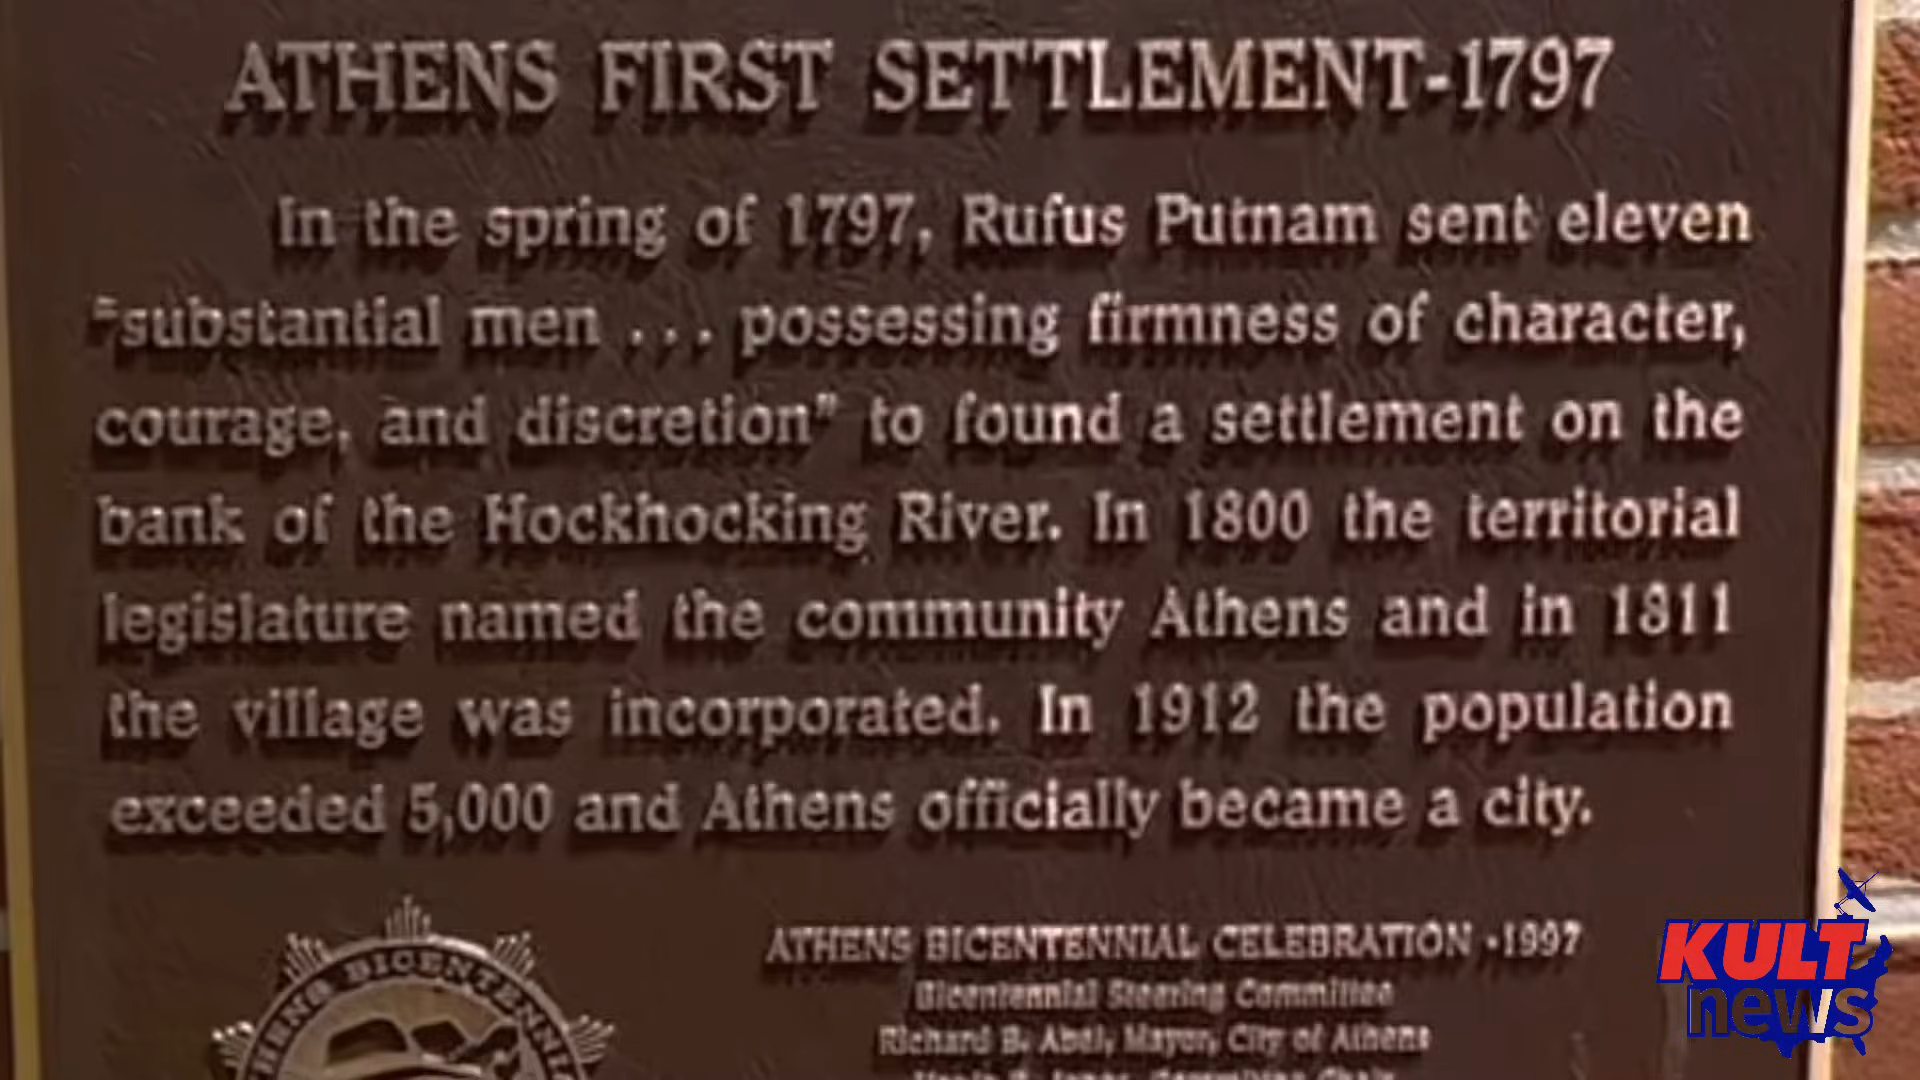 ATHENS FIRST SETTLEMENT-1797
In the spring of 1797, Rufus Putnam sent eleven
"substantial men . . . possessing firmness of character,
courage, and discretion" to found a settlement on the
bank of the Hockhocking River. In 1800 the territorial
legislature named the community Athens and in 1811
the village was incorporated. In 1912 the population
exceeded 5,000 and Athens officially became a city.
BICENTENNIAL
ATHENS BICENTENNIAL CELEBRATION •1997
Bicentennial Steering Committee
Richard B. Abel, Mayor, City of Athens
Committee Chair
KULT
news